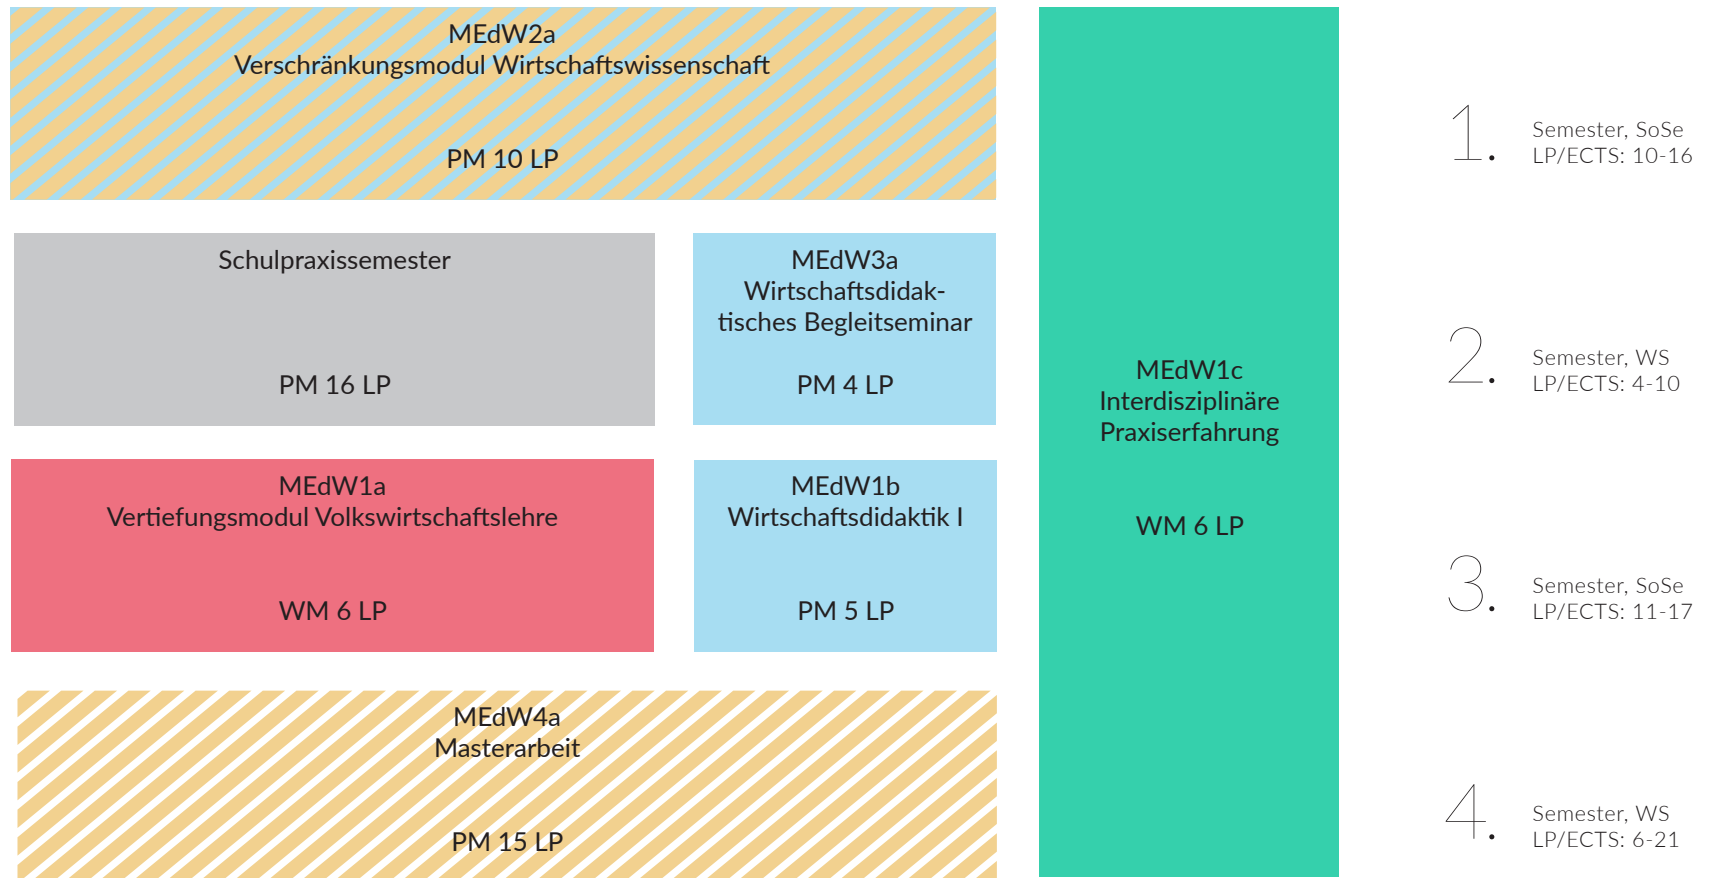 MEdW2a
Verschränkungsmodul Wirtschaftswissenschaft
PM 10 LP
1.
Semester, SoSe
LP/ECTS: 10-16
Schulpraxissemester
PM 16 LP
MEdW3a
Wirtschaftsdidak-
tisches Begleitseminar
PM 4 LP
MEdW1c
Interdisziplinäre
Praxiserfahrung
WM 6 LP
2.
Semester, WS
LP/ECTS: 4-10
MEdW1a
Vertiefungsmodul Volkswirtschaftslehre
WM 6 LP
MEdW1b
Wirtschaftsdidaktik I
PM 5 LP
3.
Semester, SoSe
LP/ECTS: 11-17
MEdW4a
Masterarbeit
PM 15 LP
4.
Semester, WS
LP/ECTS: 6-21